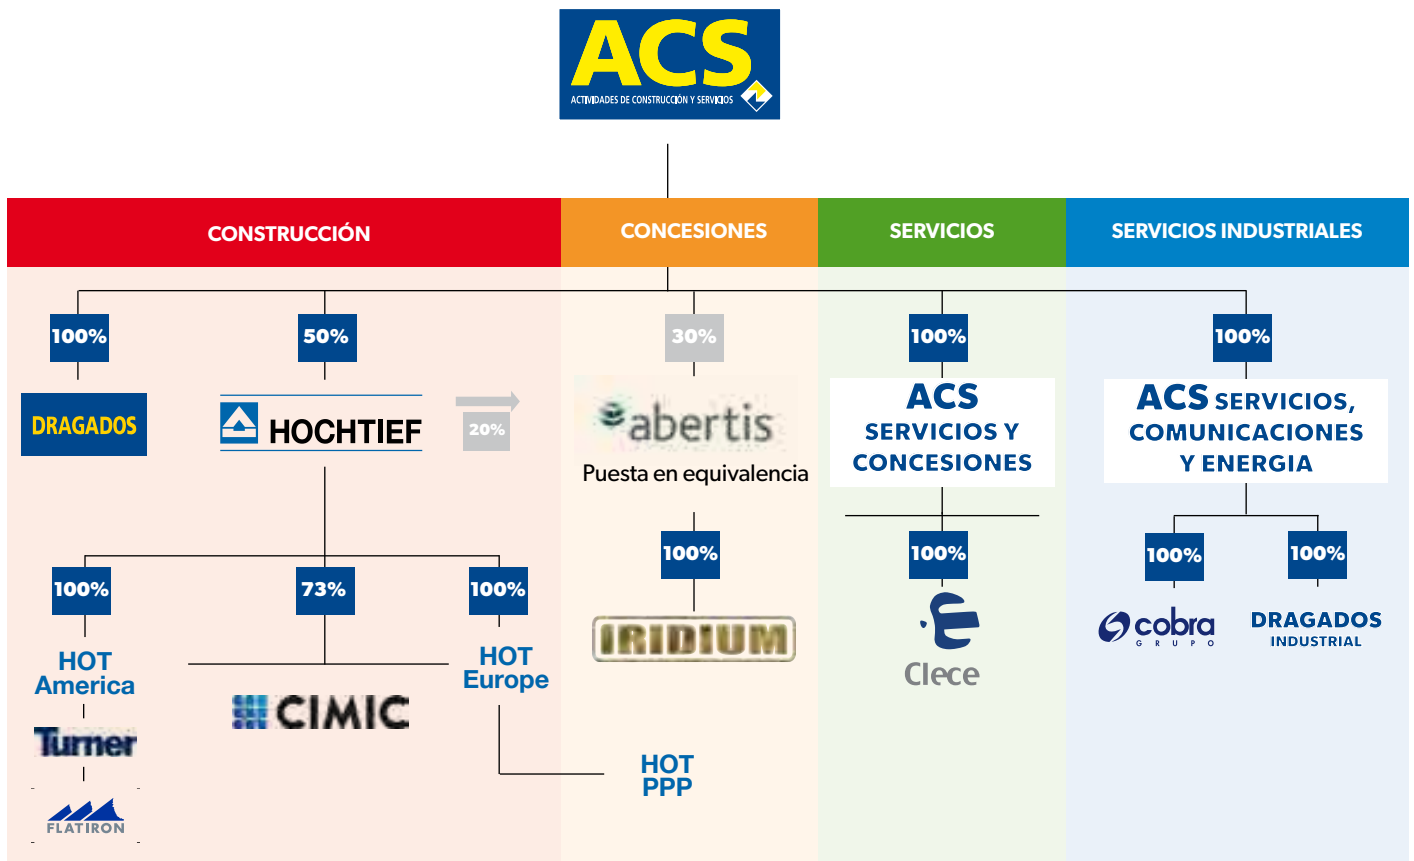 ACS
ACTIVIDADES DE CONSTRUCCIÓN Y SERVICIOS
CONSTRUCCIÓN
CONCESIONES
SERVICIOS
SERVICIOS INDUSTRIALES
100%
50%
30%
100%
100%
DRAGADOS
HOCHTIEF
20%
abertis
Puesta en equivalencia
ACS
SERVICIOS Y
CONCESIONES
ACS SERVICIOS,
COMUNICACIONES
Y ENERGIA
100%
73%
100%
100%
100%
100%
100%
HOT
America
HOT
Europe
IRIDIUM
Clece
cobra
GRUPO
DRAGADOS
INDUSTRIAL
Turner
CIMIC
HOT
PPP
FLATIRON